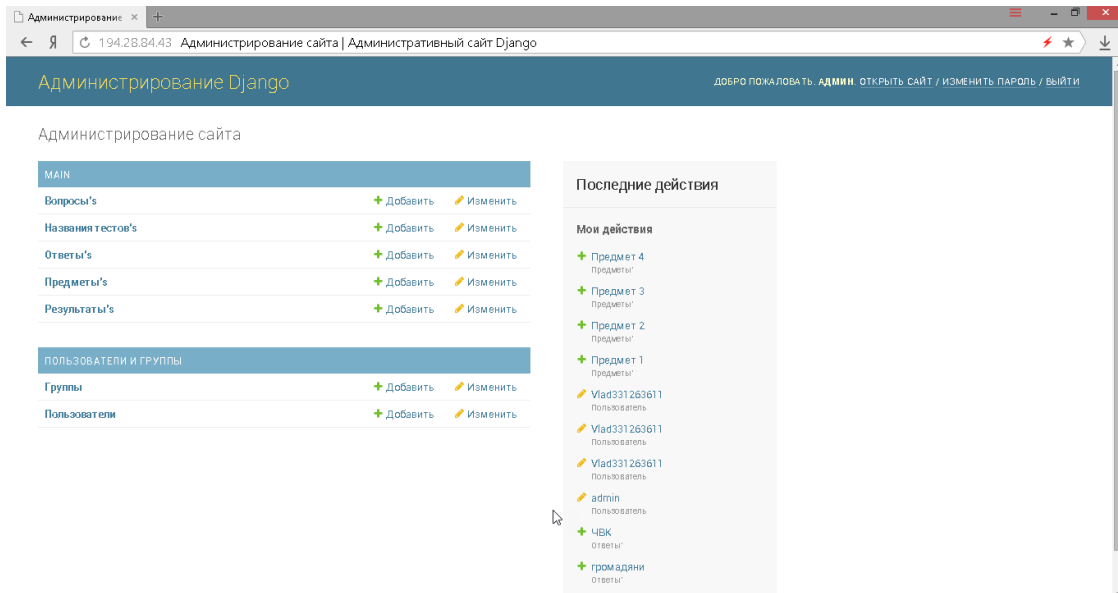 Администрирование
194.28.84.43 Администрирование сайта | Административный сайт Django
Администрирование Django
ДОБРО ПОЖАЛОВАТЬ, АДМИН. ОТКРЫТЬ САЙТ / ИЗМЕНИТЬ ПАРОЛЬ / ВЫЙТИ
Администрирование сайта
MAIN
Вопросы's Добавить Изменить
Названия тестов's Добавить Изменить
Ответы's Добавить Изменить
Предметы's Добавить Изменить
Результаты's Добавить Изменить
ПОЛЬЗОВАТЕЛИ И ГРУППЫ
Группы Добавить Изменить
Пользователи Добавить Изменить
Последние действия
Мои действия
Предмет 4
Предметы'
Предмет 3
Предметы'
Предмет 2
Предметы'
Предмет 1
Предметы'
Vlad331263611
Пользователь
Vlad331263611
Пользователь
Vlad331263611
Пользователь
admin
Пользователь
ЧВК
Ответы'
громадяни
Ответы'